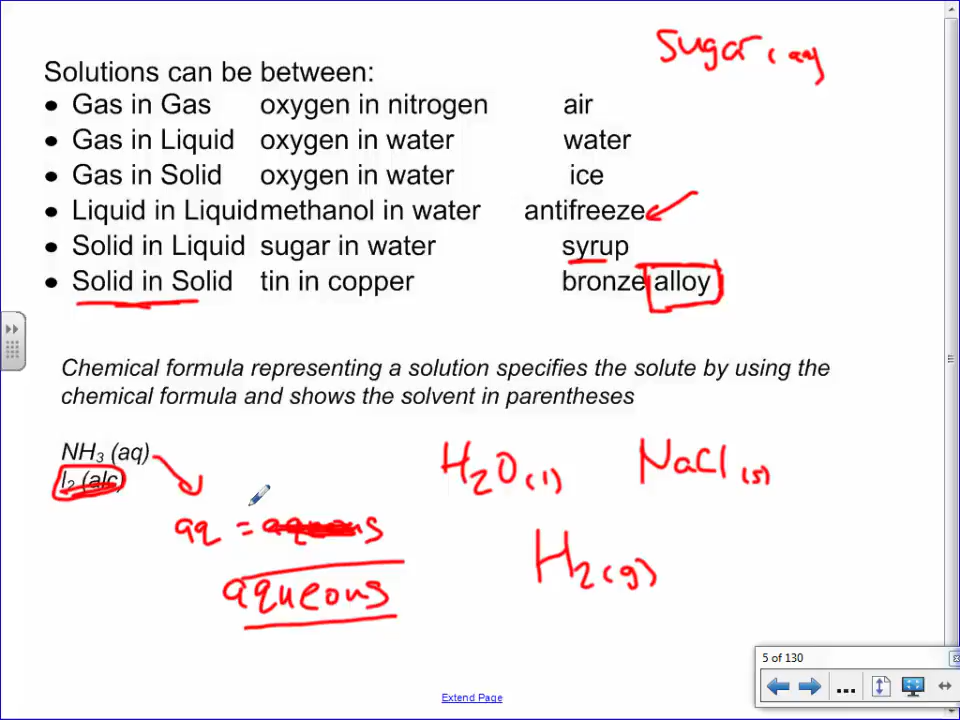 Sugar (aq)
Solutions can be between:
• Gas in Gas oxygen in nitrogen air
• Gas in Liquid oxygen in water water
• Gas in Solid oxygen in water ice
• Liquid in Liquid methanol in water antifreeze
• Solid in Liquid sugar in water syrup
• Solid in Solid tin in copper bronze alloy
Chemical formula representing a solution specifies the solute by using the
chemical formula and shows the solvent in parentheses
NH₃ (aq)
I₂ (alc)
H₂O (l) NaCl (s)
aq =
H₂ (g)
aqueous
5 of 130
...
Extend Page